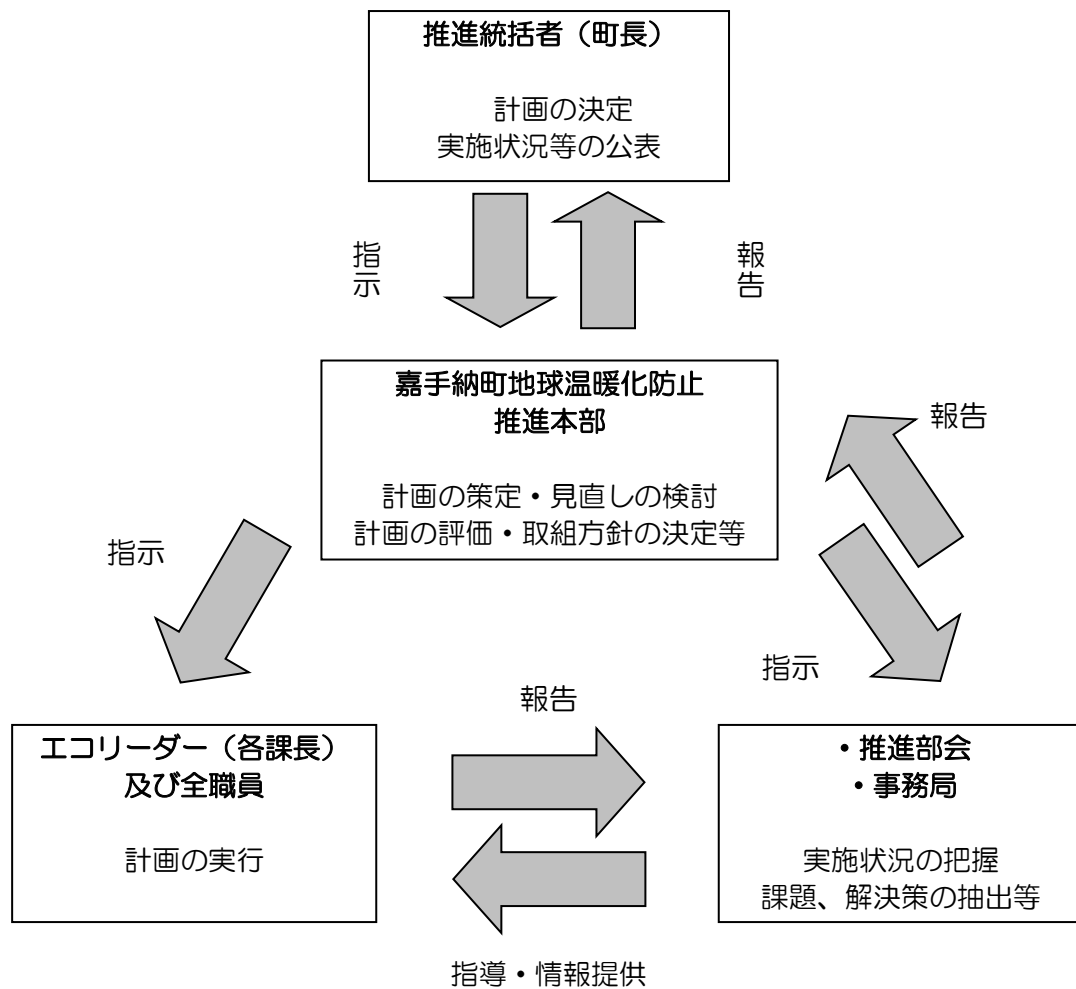 推進統括者（町長）
計画の決定
実施状況等の公表
指示
報告
嘉手納町地球温暖化防止
推進本部
計画の策定・見直しの検討
計画の評価・取組方針の決定等
報告
指示
指示
報告
エコリーダー（各課長）
及び全職員
計画の実行
・推進部会
・事務局
実施状況の把握
課題、解決策の抽出等
指導・情報提供